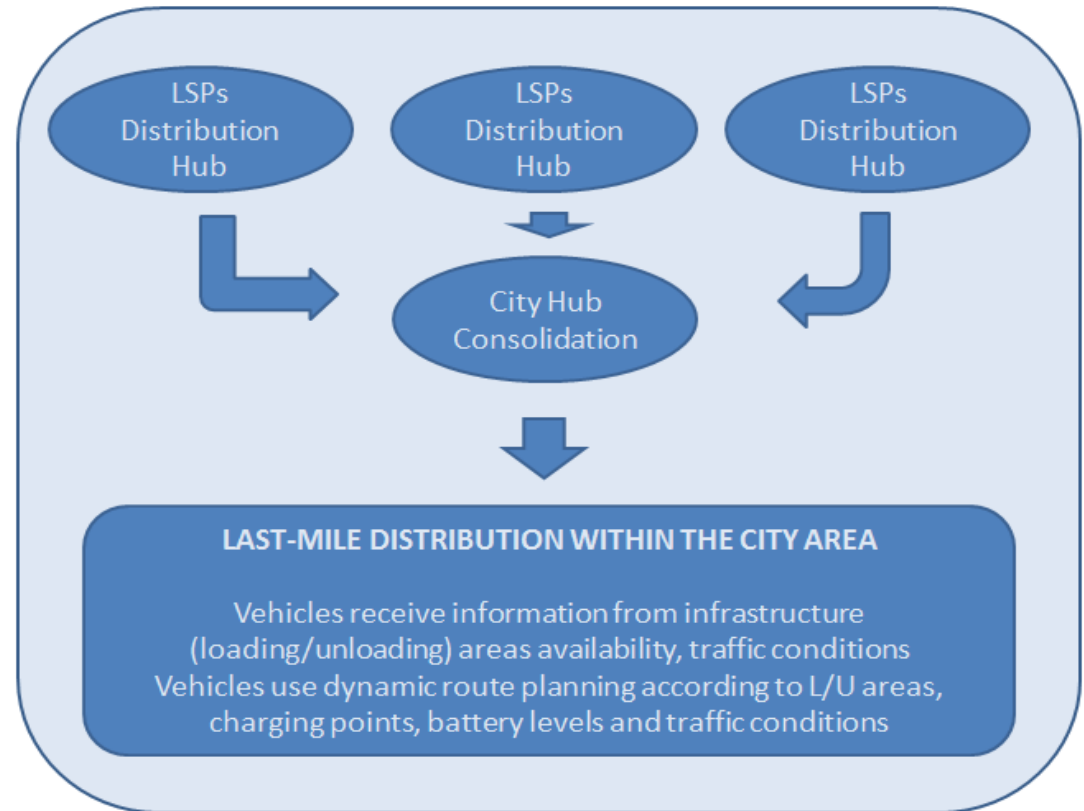 LSPs
Distribution
Hub
LSPs
Distribution
Hub
LSPs
Distribution
Hub
City Hub
Consolidation
LAST-MILE DISTRIBUTION WITHIN THE CITY AREA
Vehicles receive information from infrastructure
(loading/unloading) areas availability, traffic conditions
Vehicles use dynamic route planning according to L/U areas,
charging points, battery levels and traffic conditions